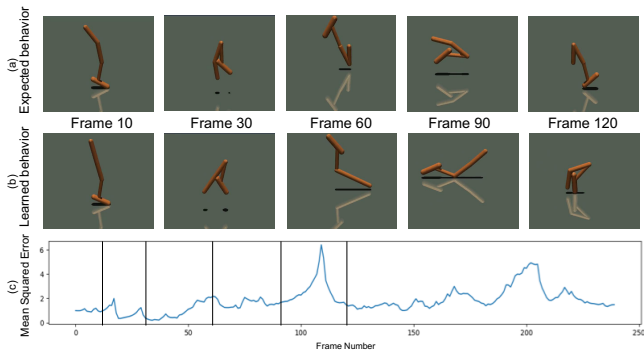 (a)
Expected behavior
Frame 10 Frame 30 Frame 60 Frame 90 Frame 120
(b)
Learned behavior
(c)
Mean Squared Error
6
4
2
0
0 50 100 150 200 250
Frame Number